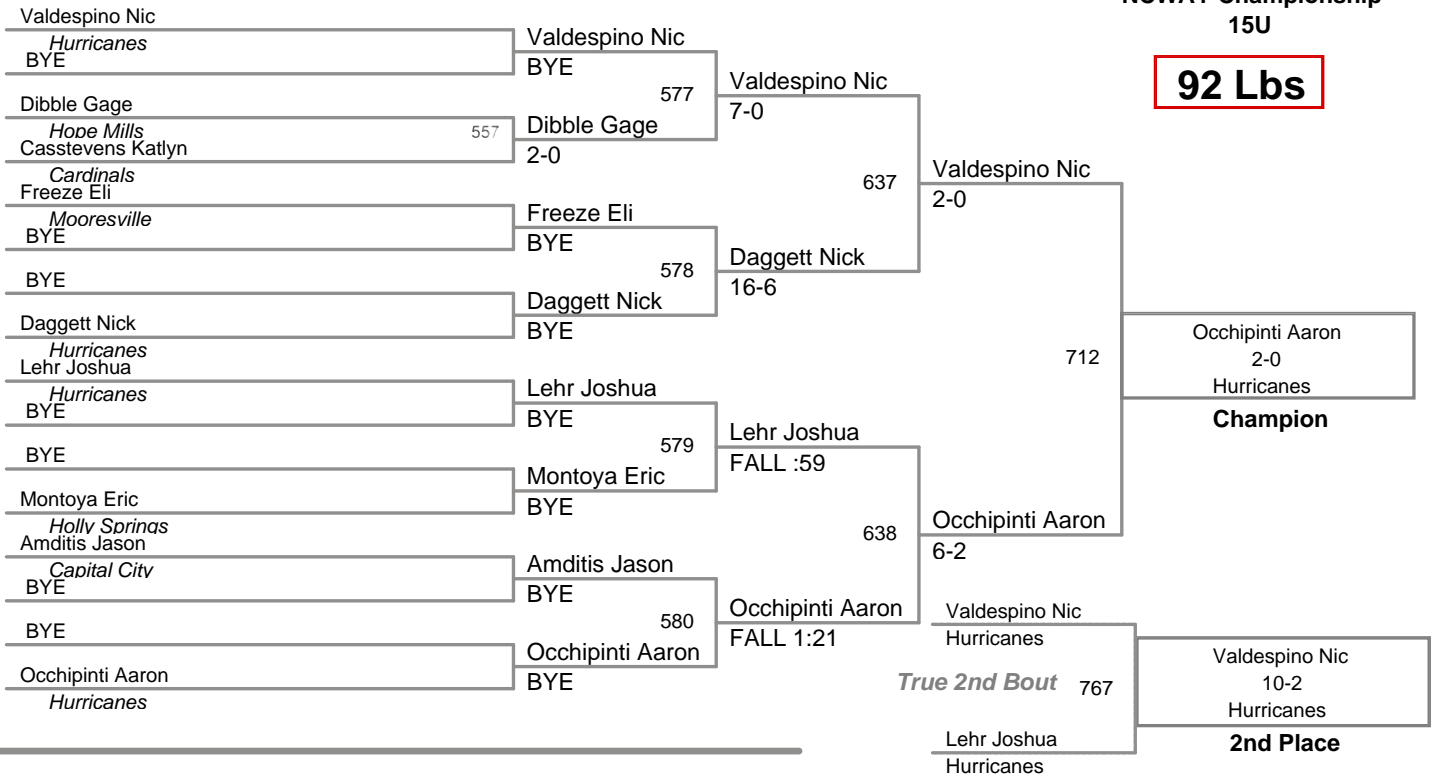 NCWAY Championship
15U
92 Lbs
Valdespino Nic
Hurricanes
BYE
Dibble Gage
Hope Mills
557
Casstevens Katlyn
Cardinals
Freeze Eli
Mooresville
BYE
BYE
Daggett Nick
Hurricanes
Lehr Joshua
Hurricanes
BYE
BYE
Montoya Eric
Holly Springs
Amditis Jason
Capital City
BYE
BYE
Occhipinti Aaron
Hurricanes
Valdespino Nic
BYE
577
Dibble Gage
2-0
Freeze Eli
BYE
578
Daggett Nick
BYE
Lehr Joshua
BYE
579
Montoya Eric
BYE
Amditis Jason
BYE
580
Occhipinti Aaron
BYE
Valdespino Nic
7-0
637
Daggett Nick
16-6
Lehr Joshua
FALL :59
638
Occhipinti Aaron
FALL 1:21
Valdespino Nic
2-0
712
Occhipinti Aaron
6-2
Occhipinti Aaron
2-0
Hurricanes
Champion
Valdespino Nic
Hurricanes
True 2nd Bout 767
Lehr Joshua
Hurricanes
Valdespino Nic
10-2
Hurricanes
2nd Place